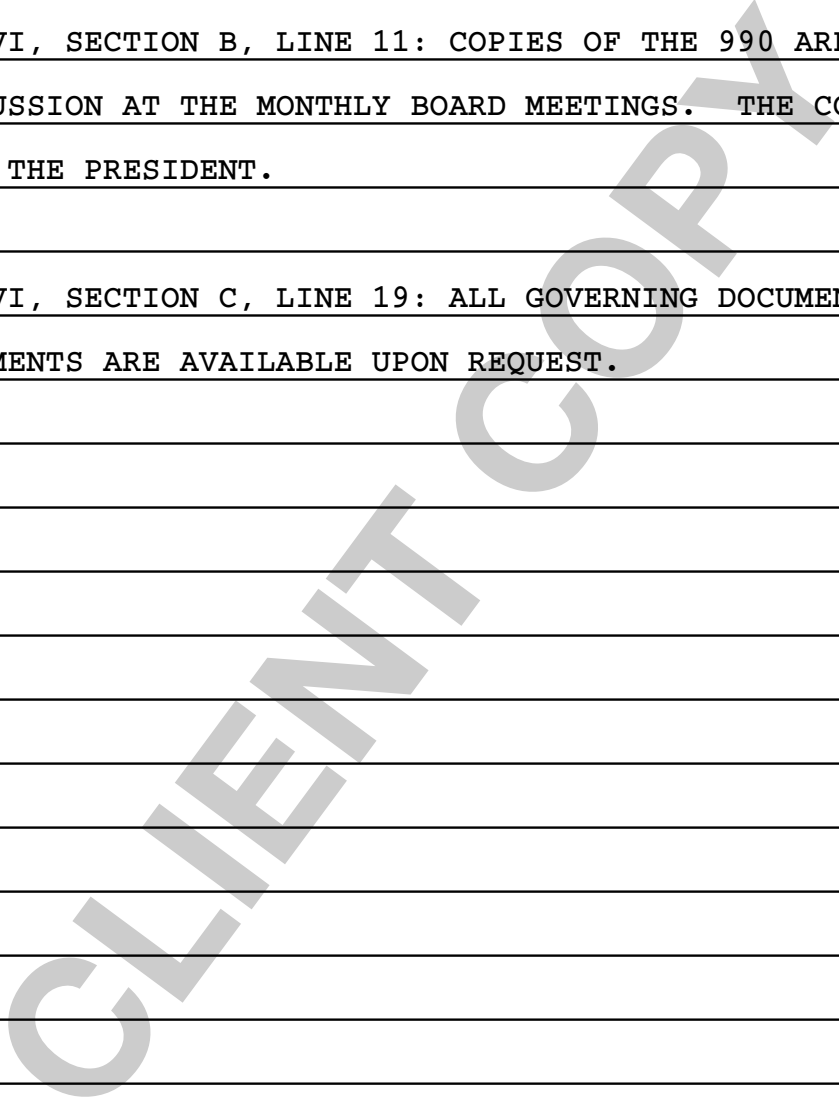 VI, SECTION B, LINE 11: COPIES OF THE 990 ARE
USSION AT THE MONTHLY BOARD MEETINGS. THE CO
THE PRESIDENT.
VI, SECTION C, LINE 19: ALL GOVERNING DOCUMEN
MENTS ARE AVAILABLE UPON REQUEST.
CLIENT COPY